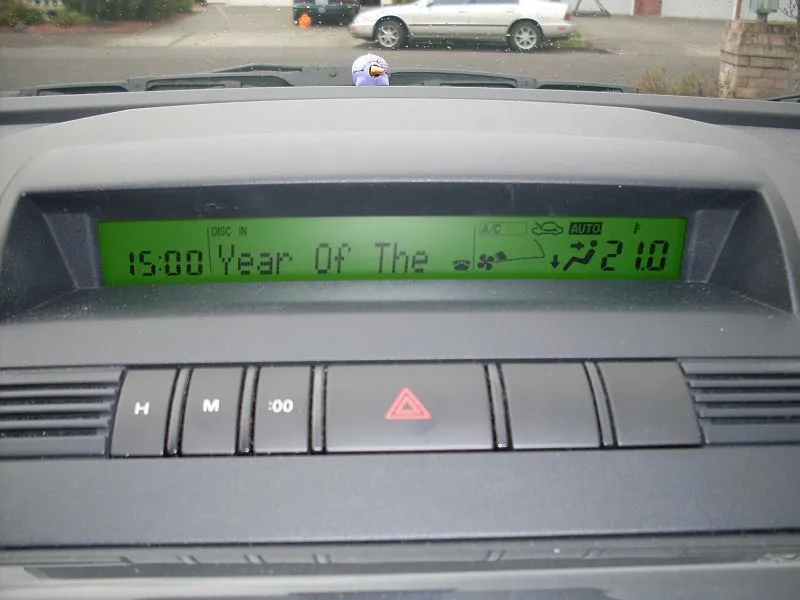 DISC IN A/C AUTO
15:00 Year Of The 21.0
H M :00